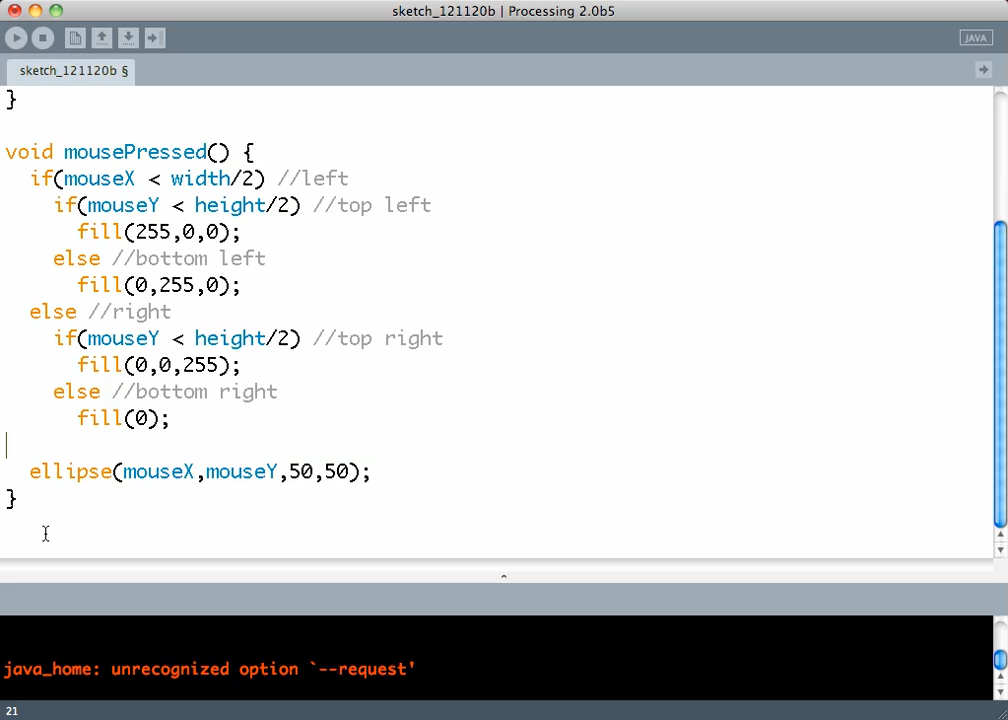 sketch_121120b | Processing 2.0b5
JAVA
sketch_121120b §
}
void mousePressed() {
if(mouseX < width/2) //left
if(mouseY < height/2) //top left
fill(255,0,0);
else //bottom left
fill(0,255,0);
else //right
if(mouseY < height/2) //top right
fill(0,0,255);
else //bottom right
fill(0);
ellipse(mouseX,mouseY,50,50);
}
java_home: unrecognized option `--request'
21